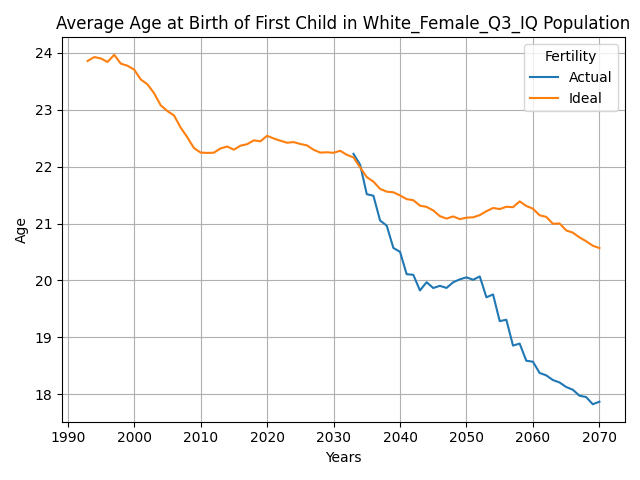 Average Age at Birth of First Child in White_Female_Q3_IQ Population
Fertility
Actual
Ideal
Age
24
23
22
21
20
19
18
1990 2000 2010 2020 2030 2040 2050 2060 2070
Years